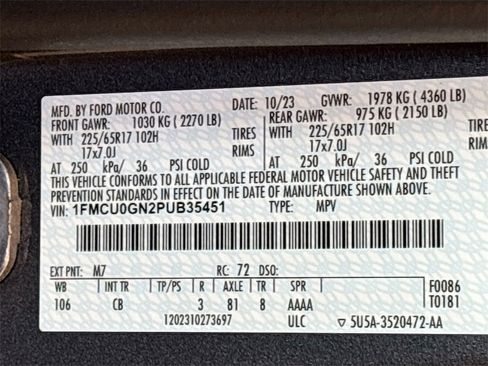 MFD. BY FORD MOTOR CO.
DATE: 10/23 GVWR: 1978 KG ( 4360 LB)
FRONT GAWR: 1030 KG ( 2270 LB)
REAR GAWR: 975 KG ( 2150 LB)
WITH 225/65R17 102H TIRES
WITH 225/65R17 102H
17x7.0J RIMS
17x7.0J
AT 250 kPa/ 36 PSI COLD
AT 250 kPa/ 36 PSI COLD
THIS VEHICLE CONFORMS TO ALL APPLICABLE FEDERAL MOTOR VEHICLE SAFETY AND THEFT
PREVENTION STANDARDS IN EFFECT ON THE DATE OF MANUFACTURE SHOWN ABOVE.
VIN: 1FMCU0GN2PUB35451 TYPE: MPV
EXT PNT: M7 RC: 72 DSO:
WB INT TR TP/PS R AXLE TR SPR F0086
106 CB 3 81 8 AAAA T0181
1202310273697 ULC ▽ 5U5A-3520472-AA